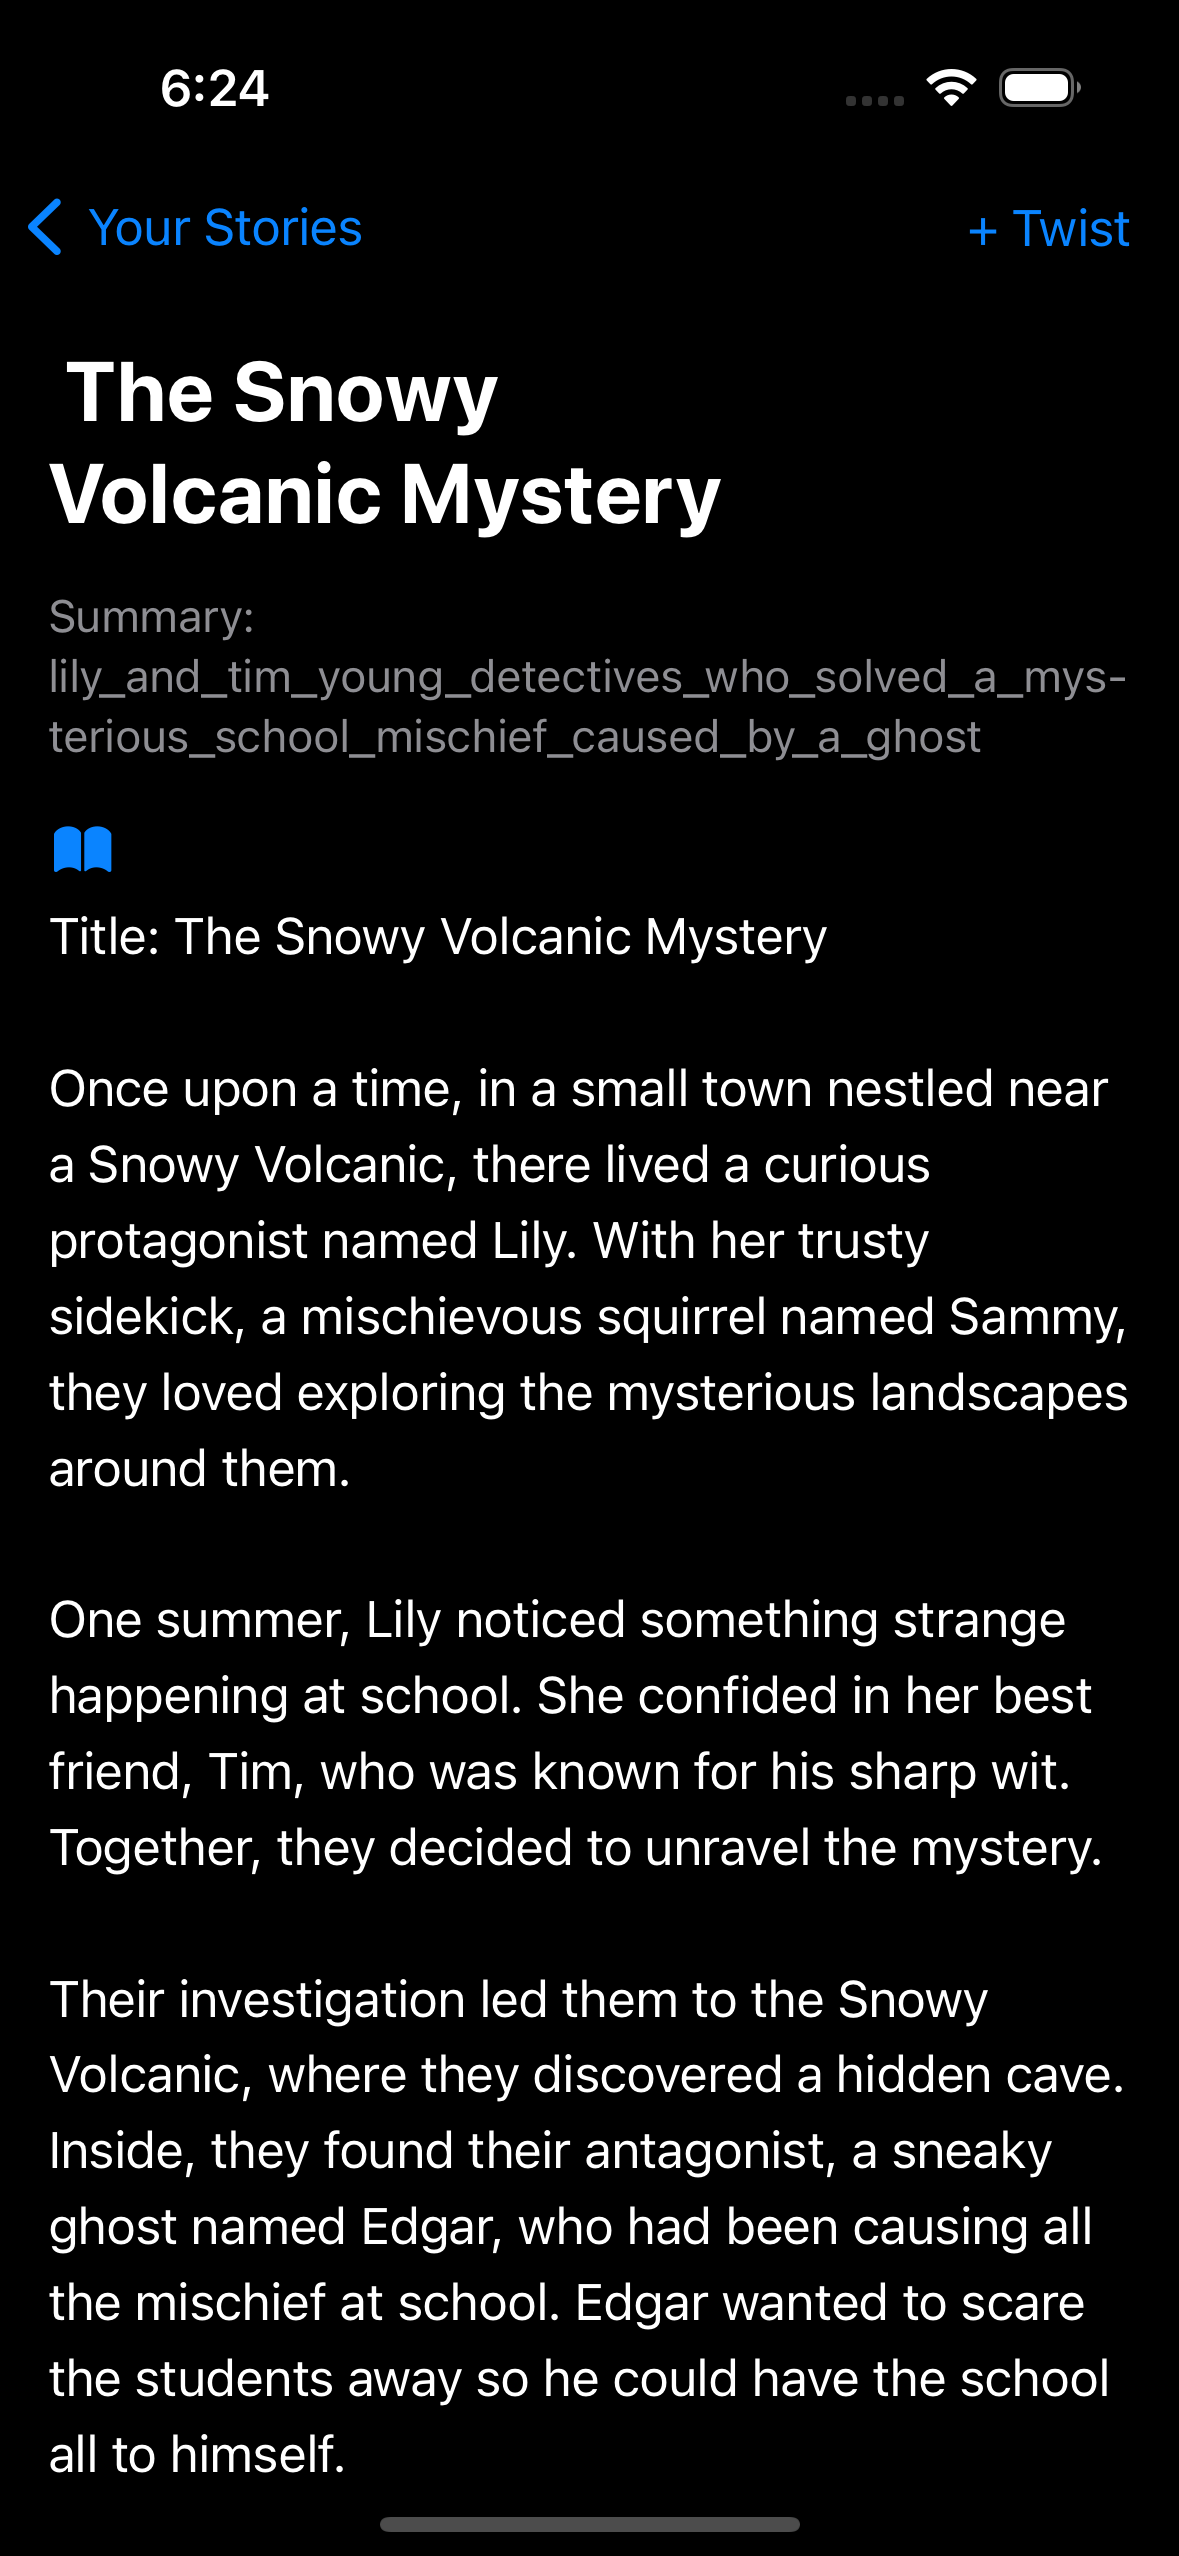 6:24
Your Stories
+ Twist
The Snowy
Volcanic Mystery
Summary:
lily_and_tim_young_detectives_who_solved_a_mys-
terious_school_mischief_caused_by_a_ghost
Title: The Snowy Volcanic Mystery
Once upon a time, in a small town nestled near
a Snowy Volcanic, there lived a curious
protagonist named Lily. With her trusty
sidekick, a mischievous squirrel named Sammy,
they loved exploring the mysterious landscapes
around them.
One summer, Lily noticed something strange
happening at school. She confided in her best
friend, Tim, who was known for his sharp wit.
Together, they decided to unravel the mystery.
Their investigation led them to the Snowy
Volcanic, where they discovered a hidden cave.
Inside, they found their antagonist, a sneaky
ghost named Edgar, who had been causing all
the mischief at school. Edgar wanted to scare
the students away so he could have the school
all to himself.